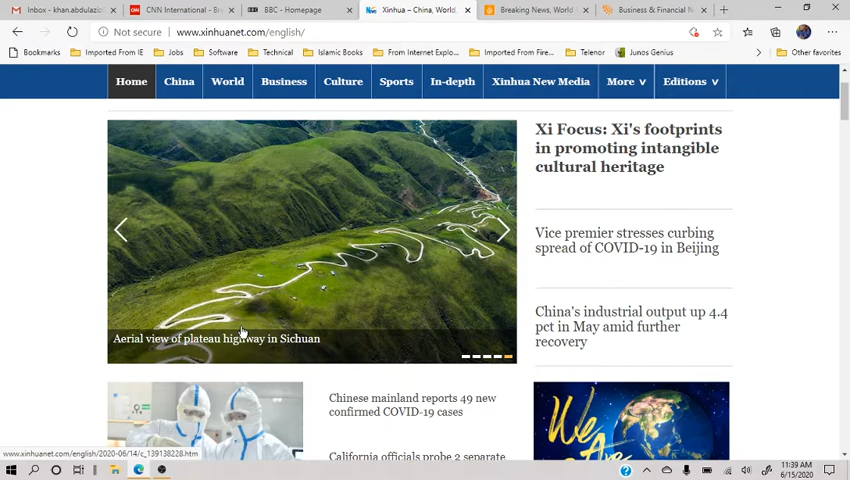 Inbox - khan.abdulazi
CNN International - Br
BBC - Homepage
Xinhua – China, World,
Breaking News, World
Business & Financial N
Not secure
www.xinhuanet.com/english/
Bookmarks
Imported From IE
Jobs
Software
Technical
Islamic Books
From Internet Explo...
Imported From Fire...
Telenor
Junos Genius
Other favorites
Home
China
World
Business
Culture
Sports
In-depth
Xinhua New Media
More
Editions
Xi Focus: Xi's footprints
in promoting intangible
cultural heritage
Vice premier stresses curbing
spread of COVID-19 in Beijing
China's industrial output up 4.4
pct in May amid further
recovery
Aerial view of plateau highway in Sichuan
Chinese mainland reports 49 new
confirmed COVID-19 cases
California officials probe 2 separate
We Are
www.xinhuanet.com/english/2020-06/14/c_139138228.htm
11:39 AM
6/15/2020